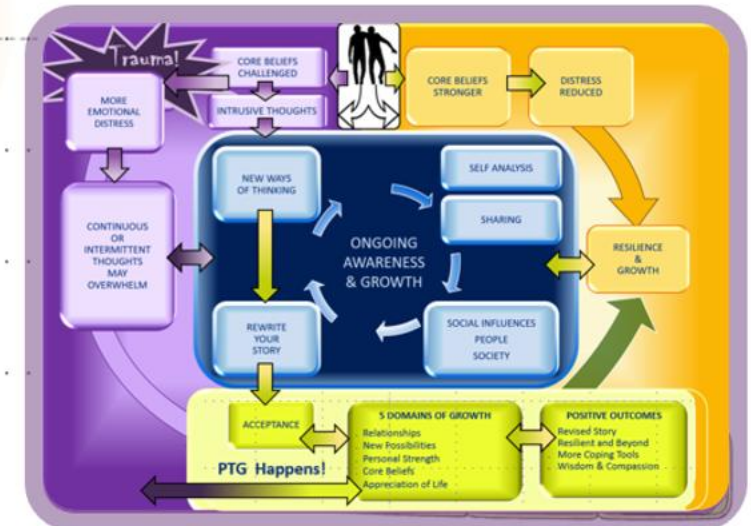 Trauma!
CORE BELIEFS
CHALLENGED
CORE BELIEFS
STRONGER
DISTRESS
REDUCED
MORE
EMOTIONAL
DISTRESS
INTRUSIVE THOUGHTS
NEW WAYS
OF THINKING
SELF ANALYSIS
SHARING
CONTINUOUS
OR
INTERMITTENT
THOUGHTS
MAY
OVERWHELM
ONGOING
AWARENESS
& GROWTH
RESILIENCE
&
GROWTH
REWRITE
YOUR
STORY
SOCIAL INFLUENCES
PEOPLE
SOCIETY
ACCEPTANCE
PTG Happens!
5 DOMAINS OF GROWTH
Relationships
New Possibilities
Personal Strength
Core Beliefs
Appreciation of Life
POSITIVE OUTCOMES
Revised Story
Resilient and Beyond
More Coping Tools
Wisdom & Compassion